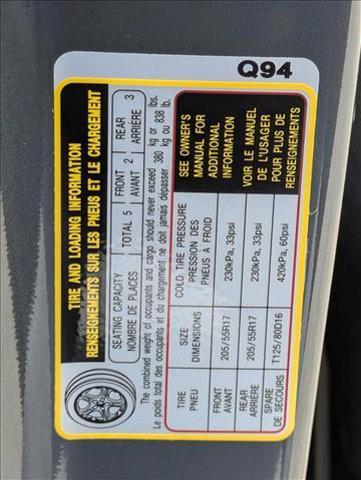 Q94
TIRE AND LOADING INFORMATION
RENSEIGNEMENTS SUR LES PNEUS ET LE CHARGEMENT
SEATING CAPACITY
NOMBRE DE PLACES
TOTAL 5
FRONT
AVANT 2
REAR
ARRIÈRE 3
The combined weight of occupants and cargo should never exceed 380 kg or 838 lbs.
Le poids total des occupants et du chargement ne doit jamais dépasser 380 kg ou 838 lb.
TIRE
PNEU
SIZE
DIMENSIONS
COLD TIRE PRESSURE
PRESSION DES
PNEUS A FROID
FRONT
AVANT
205/55R17
230kPa, 33psi
REAR
ARRIÈRE
205/55R17
230kPa, 33psi
SPARE
DE SECOURS
T125/80D16
420kPa, 60psi
SEE OWNER'S
MANUAL FOR
ADDITIONAL
INFORMATION
VOIR LE MANUEL
DE L'USAGER
POUR PLUS DE
RENSEIGNEMENTS